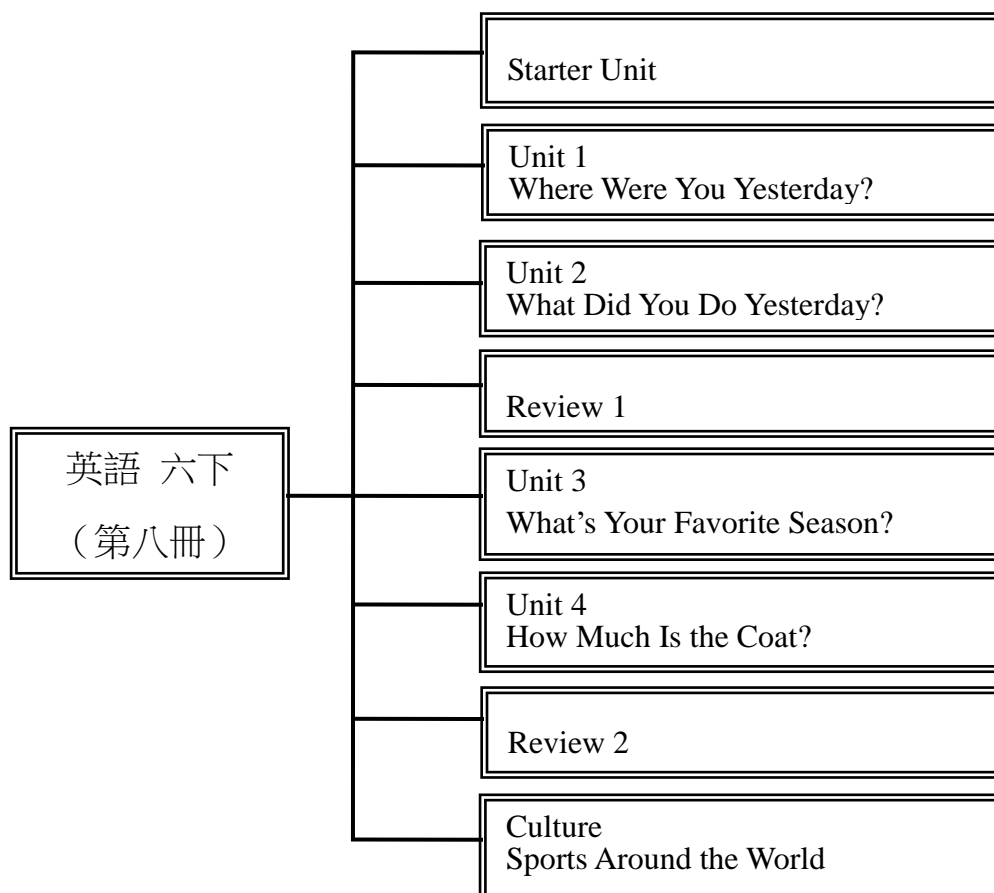 Starter Unit
Unit 1
Where Were You Yesterday?
Unit 2
What Did You Do Yesterday?
Review 1
英語 六下
（第八冊）
Unit 3
What’s Your Favorite Season?
Unit 4
How Much Is the Coat?
Review 2
Culture
Sports Around the World